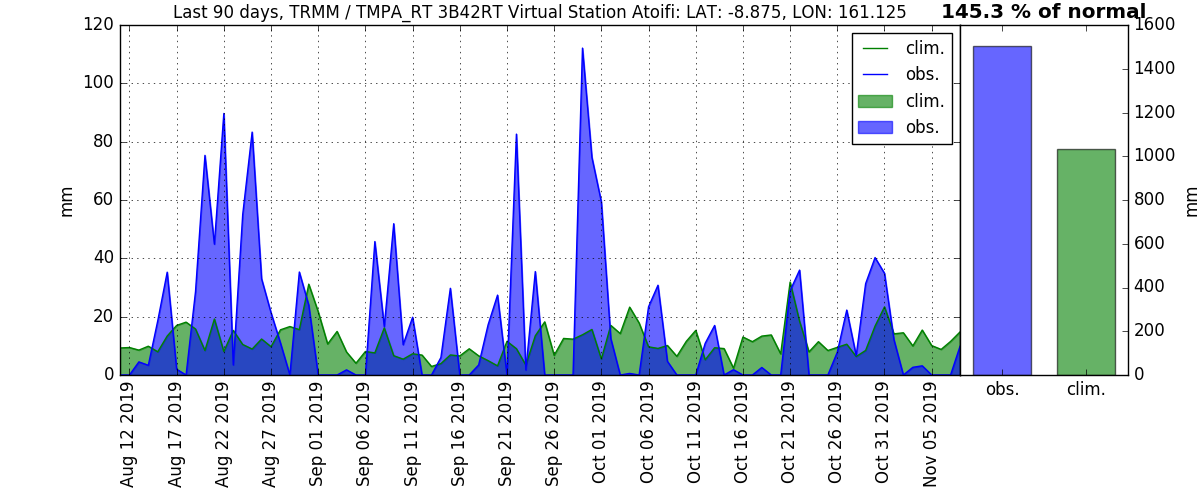 Last 90 days, TRMM / TMPA_RT 3B42RT Virtual Station Atoifi: LAT: -8.875, LON: 161.125
145.3 % of normal
120
100
80
60
40
20
0
mm
clim.
obs.
clim.
obs.
1600
1400
1200
1000
800
600
400
200
0
mm
Aug 12 2019
Aug 17 2019
Aug 22 2019
Aug 27 2019
Sep 01 2019
Sep 06 2019
Sep 11 2019
Sep 16 2019
Sep 21 2019
Sep 26 2019
Oct 01 2019
Oct 06 2019
Oct 11 2019
Oct 16 2019
Oct 21 2019
Oct 26 2019
Oct 31 2019
Nov 05 2019
obs.
clim.